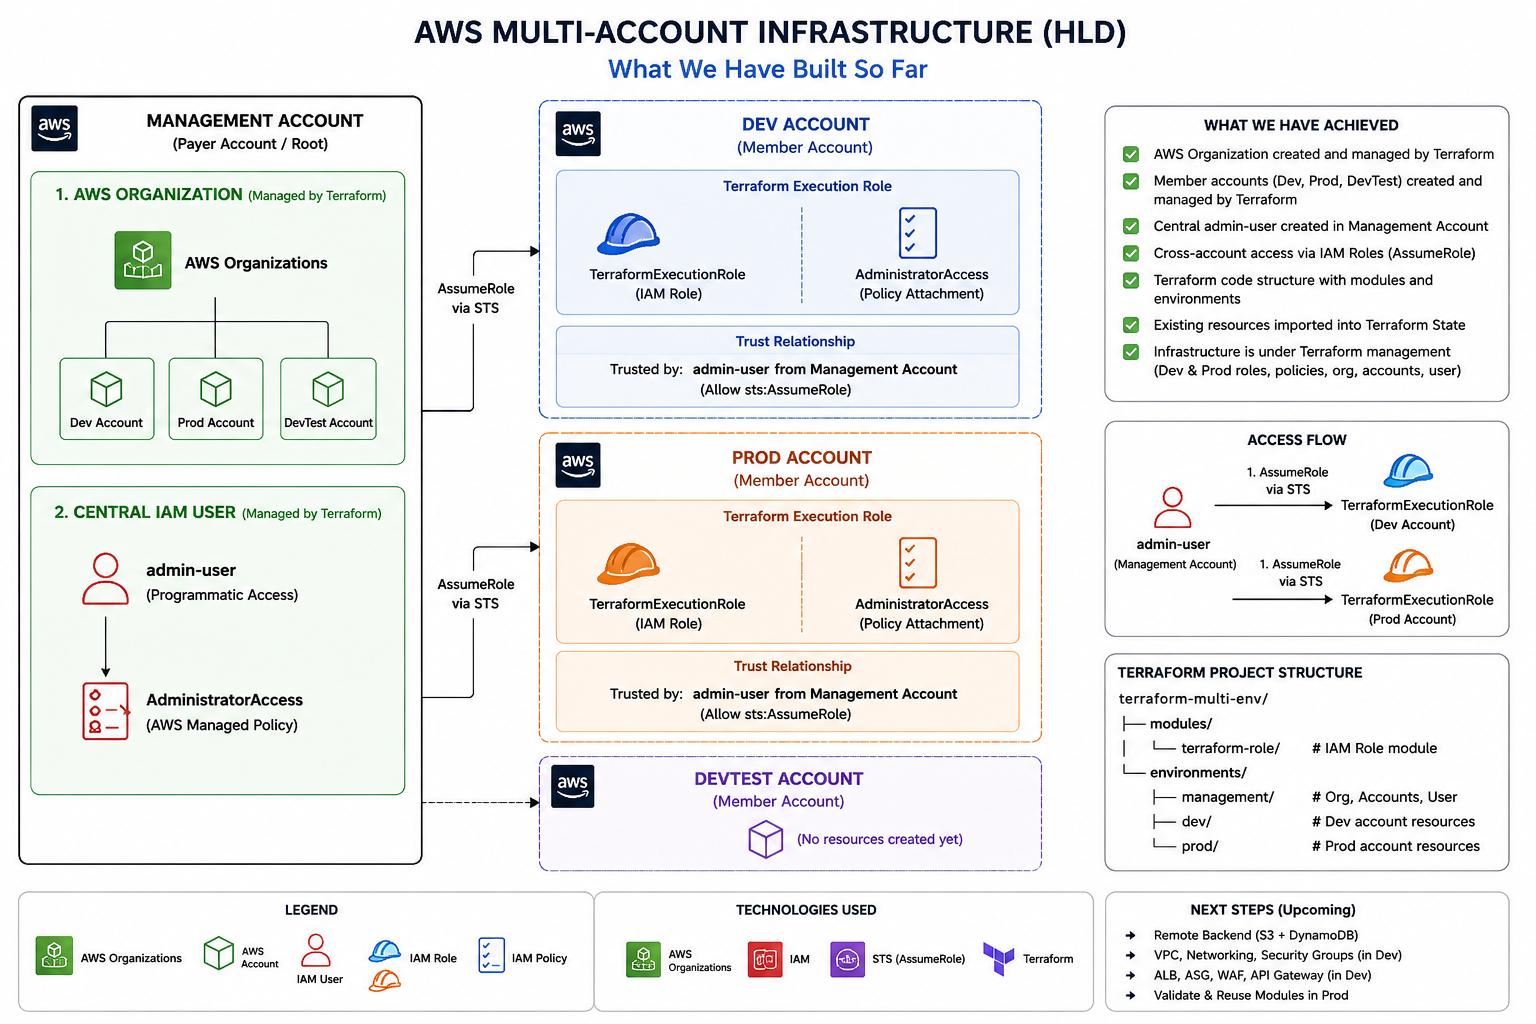 AWS MULTI-ACCOUNT INFRASTRUCTURE (HLD)
What We Have Built So Far
aws
MANAGEMENT ACCOUNT
(Payer Account / Root)
1. AWS ORGANIZATION (Managed by Terraform)
AWS Organizations
Dev Account
Prod Account
DevTest Account
2. CENTRAL IAM USER (Managed by Terraform)
admin-user
(Programmatic Access)
AdministratorAccess
(AWS Managed Policy)
AssumeRole
via STS
AssumeRole
via STS
aws
DEV ACCOUNT
(Member Account)
Terraform Execution Role
TerraformExecutionRole
(IAM Role)
AdministratorAccess
(Policy Attachment)
Trust Relationship
Trusted by: admin-user from Management Account
(Allow sts:AssumeRole)
aws
PROD ACCOUNT
(Member Account)
Terraform Execution Role
TerraformExecutionRole
(IAM Role)
AdministratorAccess
(Policy Attachment)
Trust Relationship
Trusted by: admin-user from Management Account
(Allow sts:AssumeRole)
aws
DEVTEST ACCOUNT
(Member Account)
(No resources created yet)
WHAT WE HAVE ACHIEVED
AWS Organization created and managed by Terraform
Member accounts (Dev, Prod, DevTest) created and
managed by Terraform
Central admin-user created in Management Account
Cross-account access via IAM Roles (AssumeRole)
Terraform code structure with modules and
environments
Existing resources imported into Terraform State
Infrastructure is under Terraform management
(Dev & Prod roles, policies, org, accounts, user)
ACCESS FLOW
admin-user
(Management Account)
1. AssumeRole
via STS
TerraformExecutionRole
(Dev Account)
1. AssumeRole
via STS
TerraformExecutionRole
(Prod Account)
TERRAFORM PROJECT STRUCTURE
terraform-multi-env/
├── modules/
│   └── terraform-role/ # IAM Role module
└── environments/
├── management/ # Org, Accounts, User
├── dev/ # Dev account resources
└── prod/ # Prod account resources
LEGEND
AWS Organizations
AWS
Account
IAM User
IAM Role
IAM Policy
TECHNOLOGIES USED
AWS
Organizations
IAM
STS (AssumeRole)
Terraform
NEXT STEPS (Upcoming)
➔ Remote Backend (S3 + DynamoDB)
➔ VPC, Networking, Security Groups (in Dev)
➔ ALB, ASG, WAF, API Gateway (in Dev)
➔ Validate & Reuse Modules in Prod